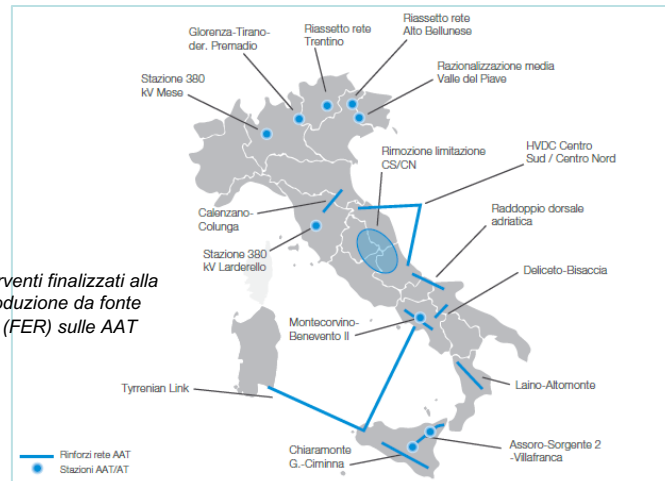 Riassetto rete
Trentino
Riassetto rete
Alto Bellunese
Glorenza-Tirano-
der. Premadio
Razionalizzazione media
Valle del Piave
Stazione 380
kV Mese
Rimozione limitazione
CS/CN
HVDC Centro
Sud / Centro Nord
Calenzano-
Colunga
Raddoppio dorsale
adriatica
Stazione 380
kV Larderello
Deliceto-Bisaccia
erventi finalizzati alla
oduzione da fonte
(FER) sulle AAT
Montecorvino-
Benevento II
Tyrrenian Link
Laino-Altomonte
Chiaramonte
G.-Ciminna
Assoro-Sorgente 2
-Villafranca
Rinforzi rete AAT
Stazioni AAT/AT